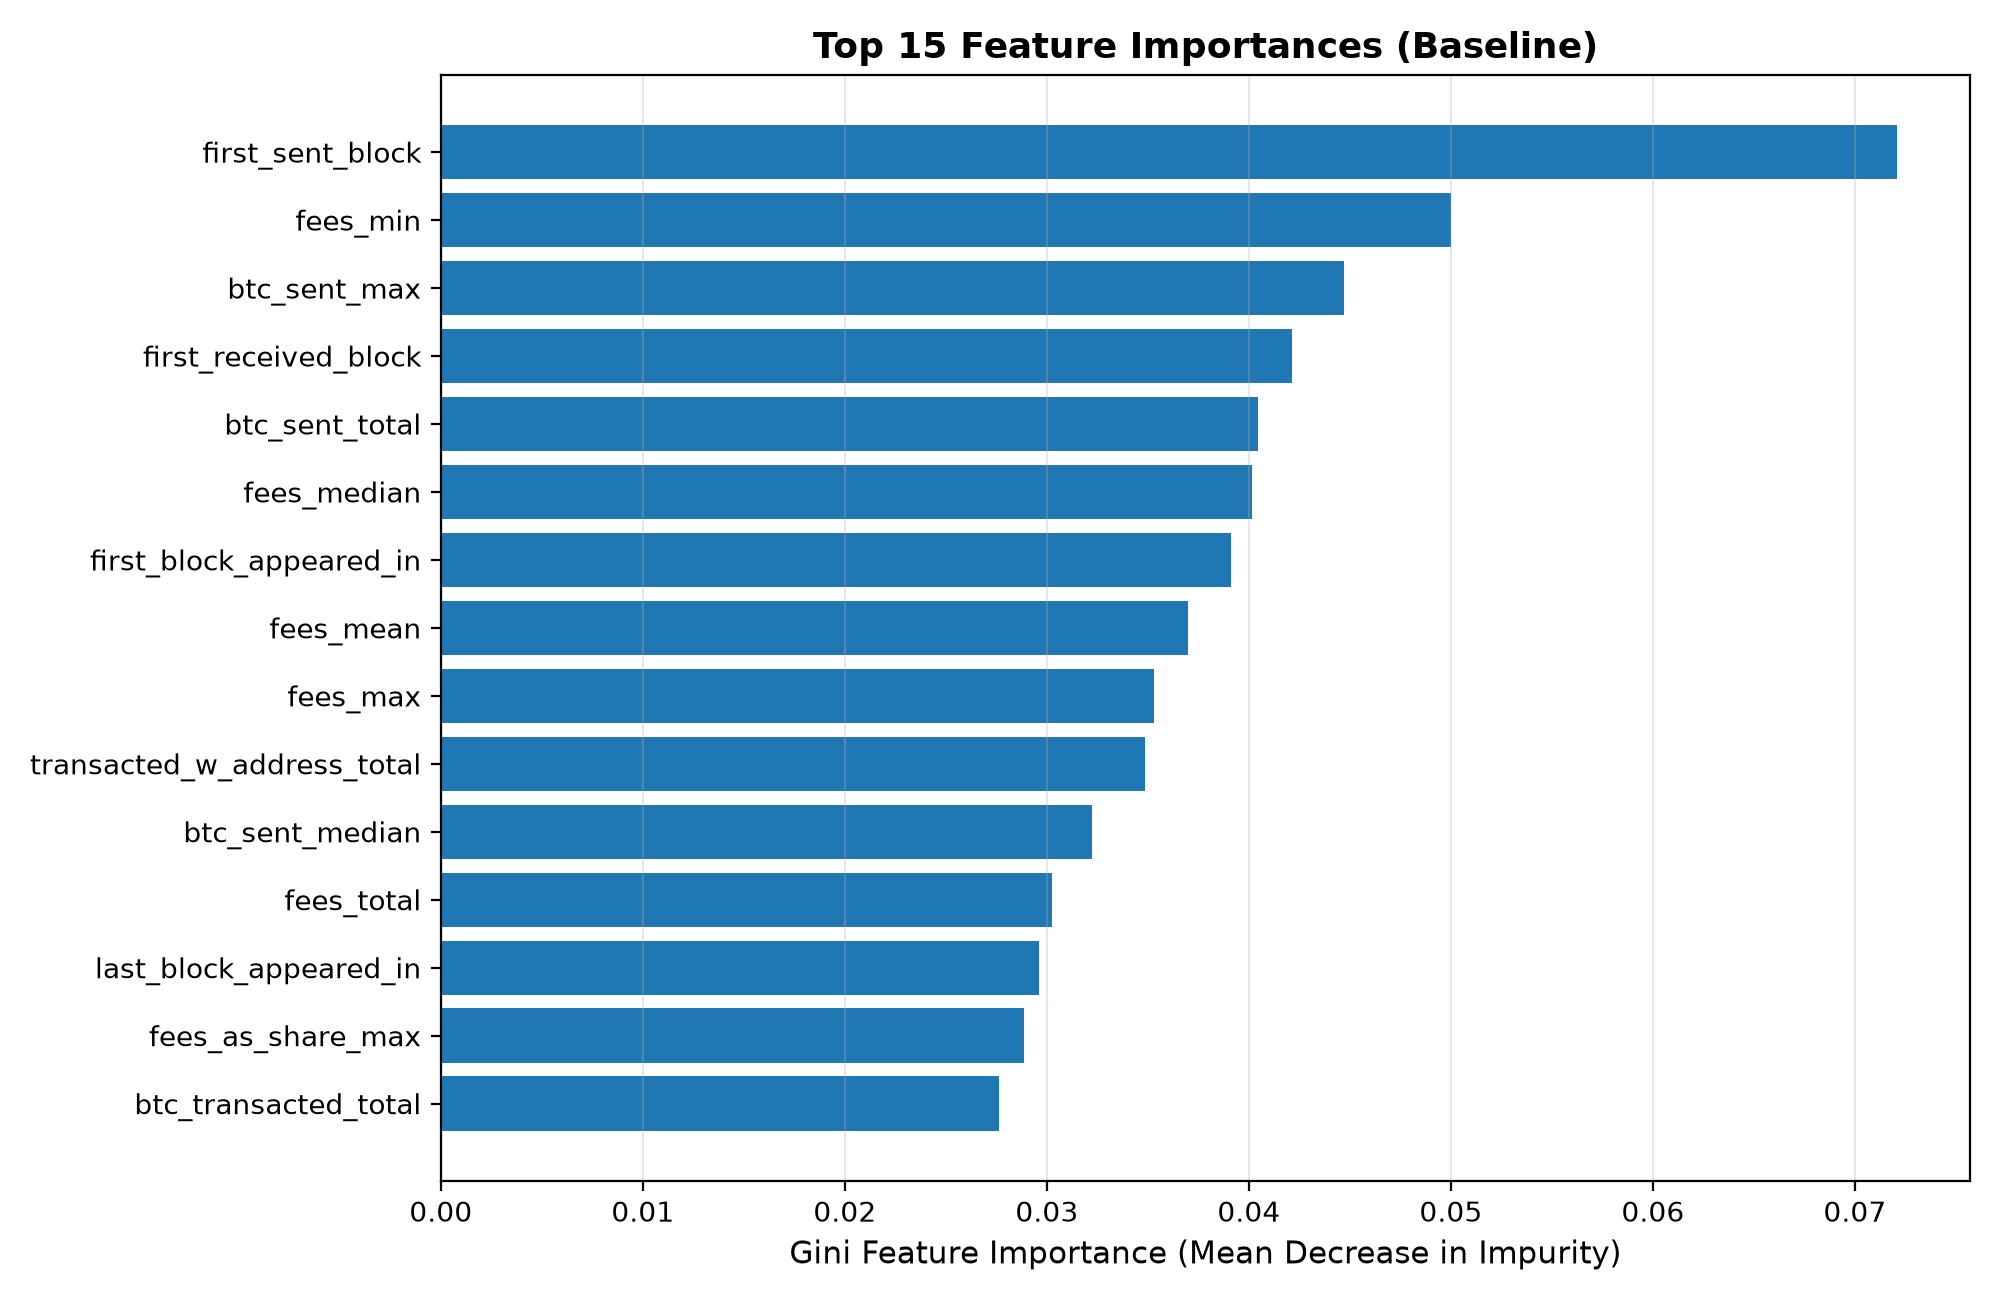 Top 15 Feature Importances (Baseline)
first_sent_block
fees_min
btc_sent_max
first_received_block
btc_sent_total
fees_median
first_block_appeared_in
fees_mean
fees_max
transacted_w_address_total
btc_sent_median
fees_total
last_block_appeared_in
fees_as_share_max
btc_transacted_total
0.00 0.01 0.02 0.03 0.04 0.05 0.06 0.07
Gini Feature Importance (Mean Decrease in Impurity)